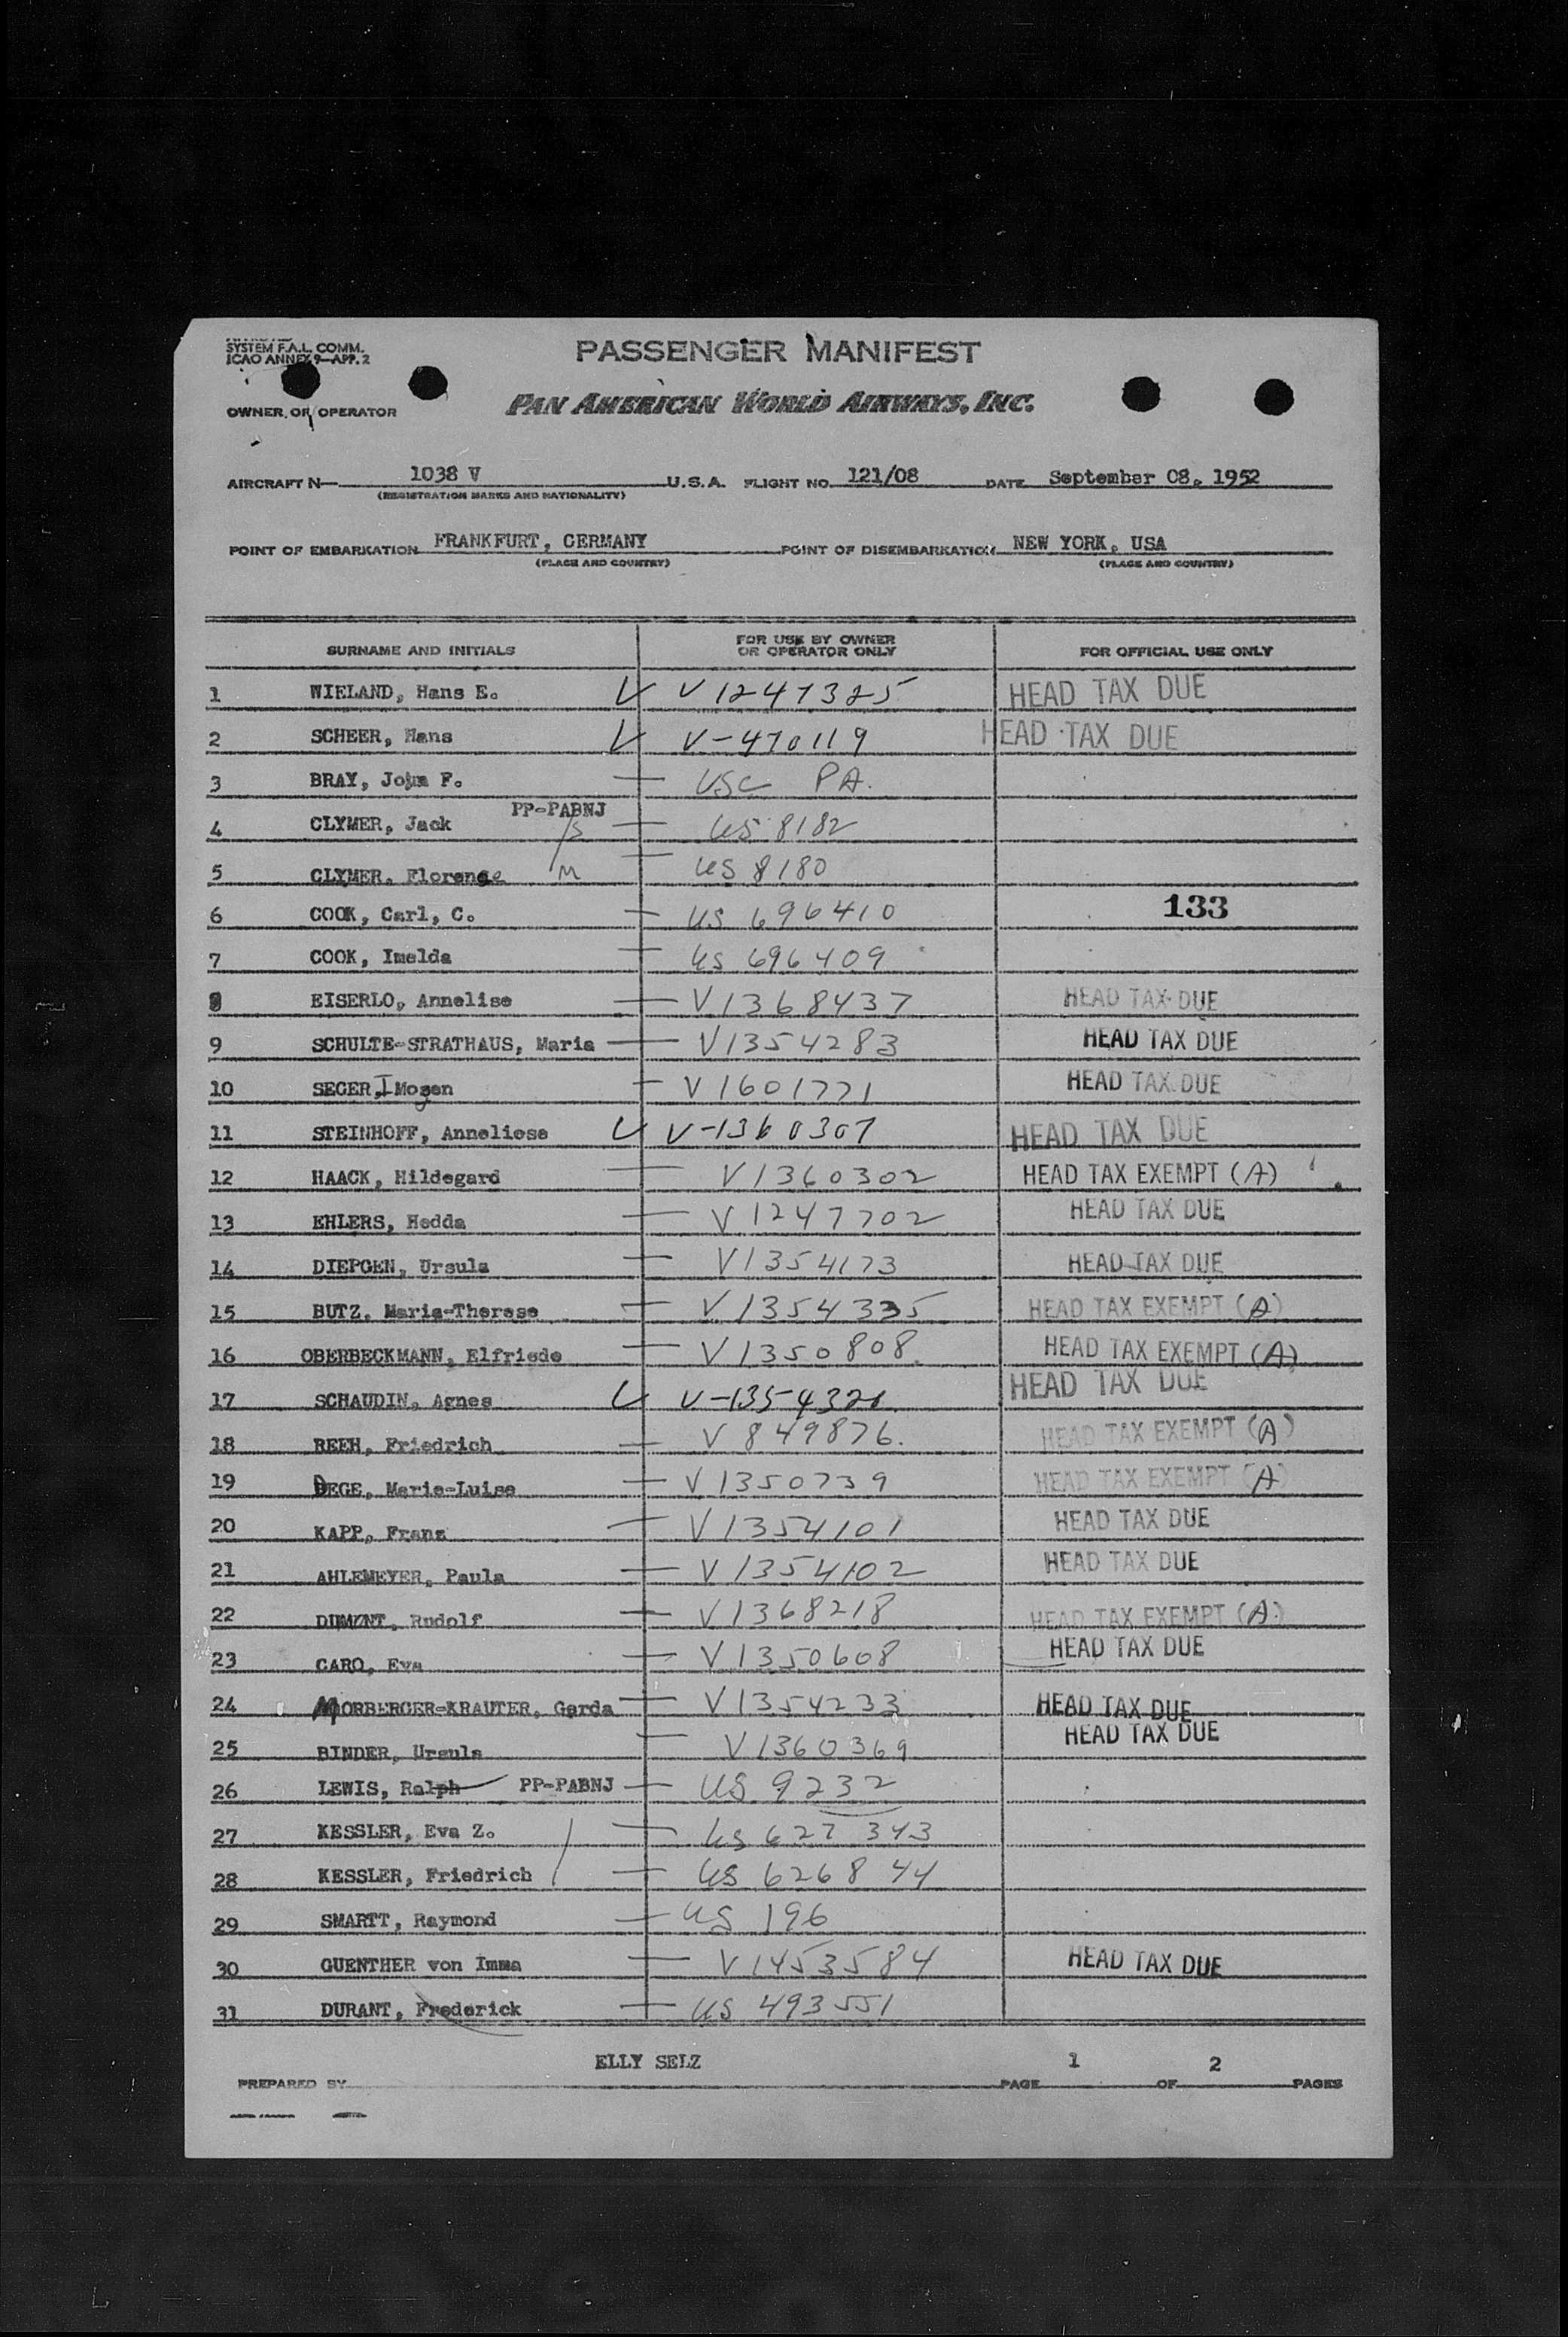 SYSTEM F.A.L. COMM.
ICAO ANNEX 9—APP. 2
PASSENGER MANIFEST
OWNER OR OPERATOR
PAN AMERICAN WORLD AIRWAYS, INC.
AIRCRAFT N— 1038 V U.S.A. FLIGHT NO. 121/08 DATE September 08, 1952
(REGISTRATION MARKS AND NATIONALITY)
POINT OF EMBARKATION FRANKFURT, GERMANY POINT OF DISEMBARKATION NEW YORK, USA
(PLACE AND COUNTRY) (PLACE AND COUNTRY)
SURNAME AND INITIALS FOR USE BY OWNER OR OPERATOR ONLY FOR OFFICIAL USE ONLY
1 WIELAND, Hans E. V 1247325 HEAD TAX DUE
2 SCHEER, Hans V-470119 HEAD TAX DUE
3 BRAY, John F. — USC PA.
PP-PABNJ
4 CLYMER, Jack S — US 8182
5 CLYMER, Florence M — US 8180
6 COOK, Carl, C. — US 696410 133
7 COOK, Imelda — US 696409
8 EISERLO, Annelise — V1368437 HEAD TAX DUE
9 SCHULTE-STRATHAUS, Maria — V1354283 HEAD TAX DUE
10 SEGER, I Mogen — V1601771 HEAD TAX DUE
11 STEINHOFF, Anneliese V-1360307 HEAD TAX DUE
12 HAACK, Hildegard — V1360302 HEAD TAX EXEMPT (A)
13 EHLERS, Hedda — V1247702 HEAD TAX DUE
14 DIEPGEN, Ursula — V1354173 HEAD TAX DUE
15 BUTZ, Maria-Therese — V1354335 HEAD TAX EXEMPT (A)
16 OBERBECKMANN, Elfriede — V1350808. HEAD TAX EXEMPT (A)
17 SCHAUDIN, Agnes V-1354321. HEAD TAX DUE
18 REEH, Friedrich — V 849876. HEAD TAX EXEMPT (A)
19 DEGE, Marie-Luise — V1350739 HEAD TAX EXEMPT (A)
20 KAPP, Franz — V1354101 HEAD TAX DUE
21 AHLEMEYER, Paula — V1354102 HEAD TAX DUE
22 DUMONT, Rudolf — V1368218 HEAD TAX EXEMPT (A)
23 CARO, Eva — V1350608 HEAD TAX DUE
24 MORBERGER-KRAUTER, Gerda — V1354233 HEAD TAX DUE
25 BINDER, Ursula — V1360369 HEAD TAX DUE
26 LEWIS, Ralph PP-PABNJ — US 9232
27 KESSLER, Eva Z. — US 627343
28 KESSLER, Friedrich — US 626844
29 SMARTT, Raymond — US 196
30 GUENTHER von Imma — V1453584 HEAD TAX DUE
31 DURANT, Frederick — US 493551
PREPARED BY ELLY SELZ PAGE 1 OF 2 PAGES